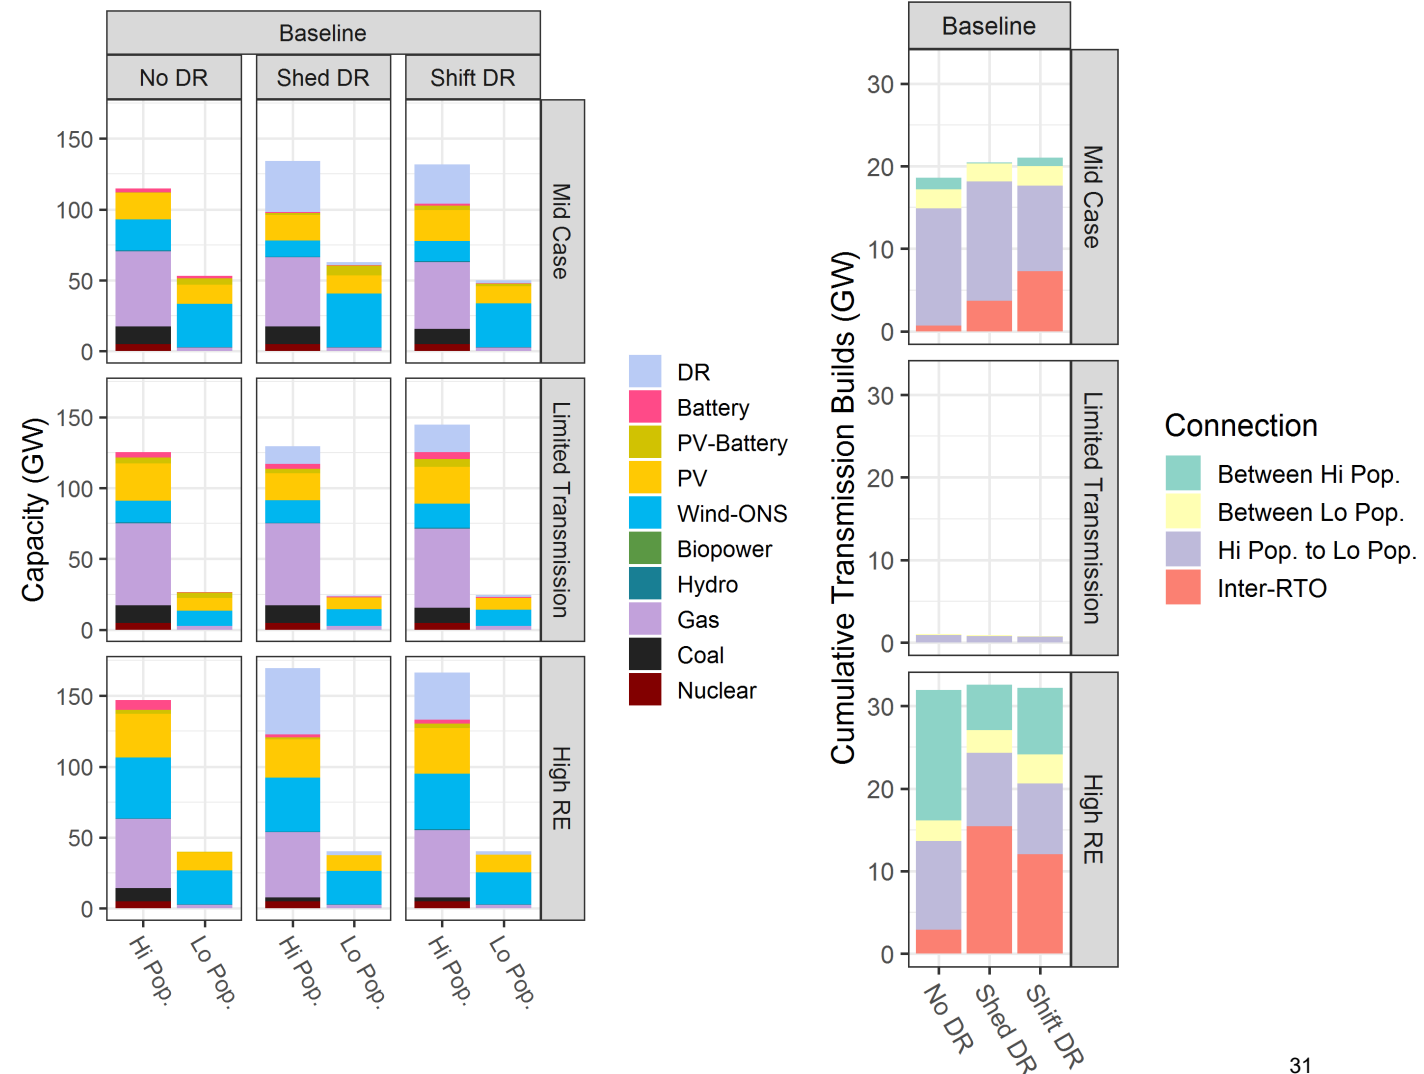 Baseline
No DR
Shed DR
Shift DR
Capacity (GW)
150
100
50
0
Mid Case
150
100
50
0
Limited Transmission
150
100
50
0
High RE
Hi Pop.
Lo Pop.
Hi Pop.
Lo Pop.
Hi Pop.
Lo Pop.
DR
Battery
PV-Battery
PV
Wind-ONS
Biopower
Hydro
Gas
Coal
Nuclear
Baseline
Cumulative Transmission Builds (GW)
30
20
10
0
Mid Case
30
20
10
0
Limited Transmission
30
20
10
0
High RE
No DR
Shed DR
Shift DR
Connection
Between Hi Pop.
Between Lo Pop.
Hi Pop. to Lo Pop.
Inter-RTO
31